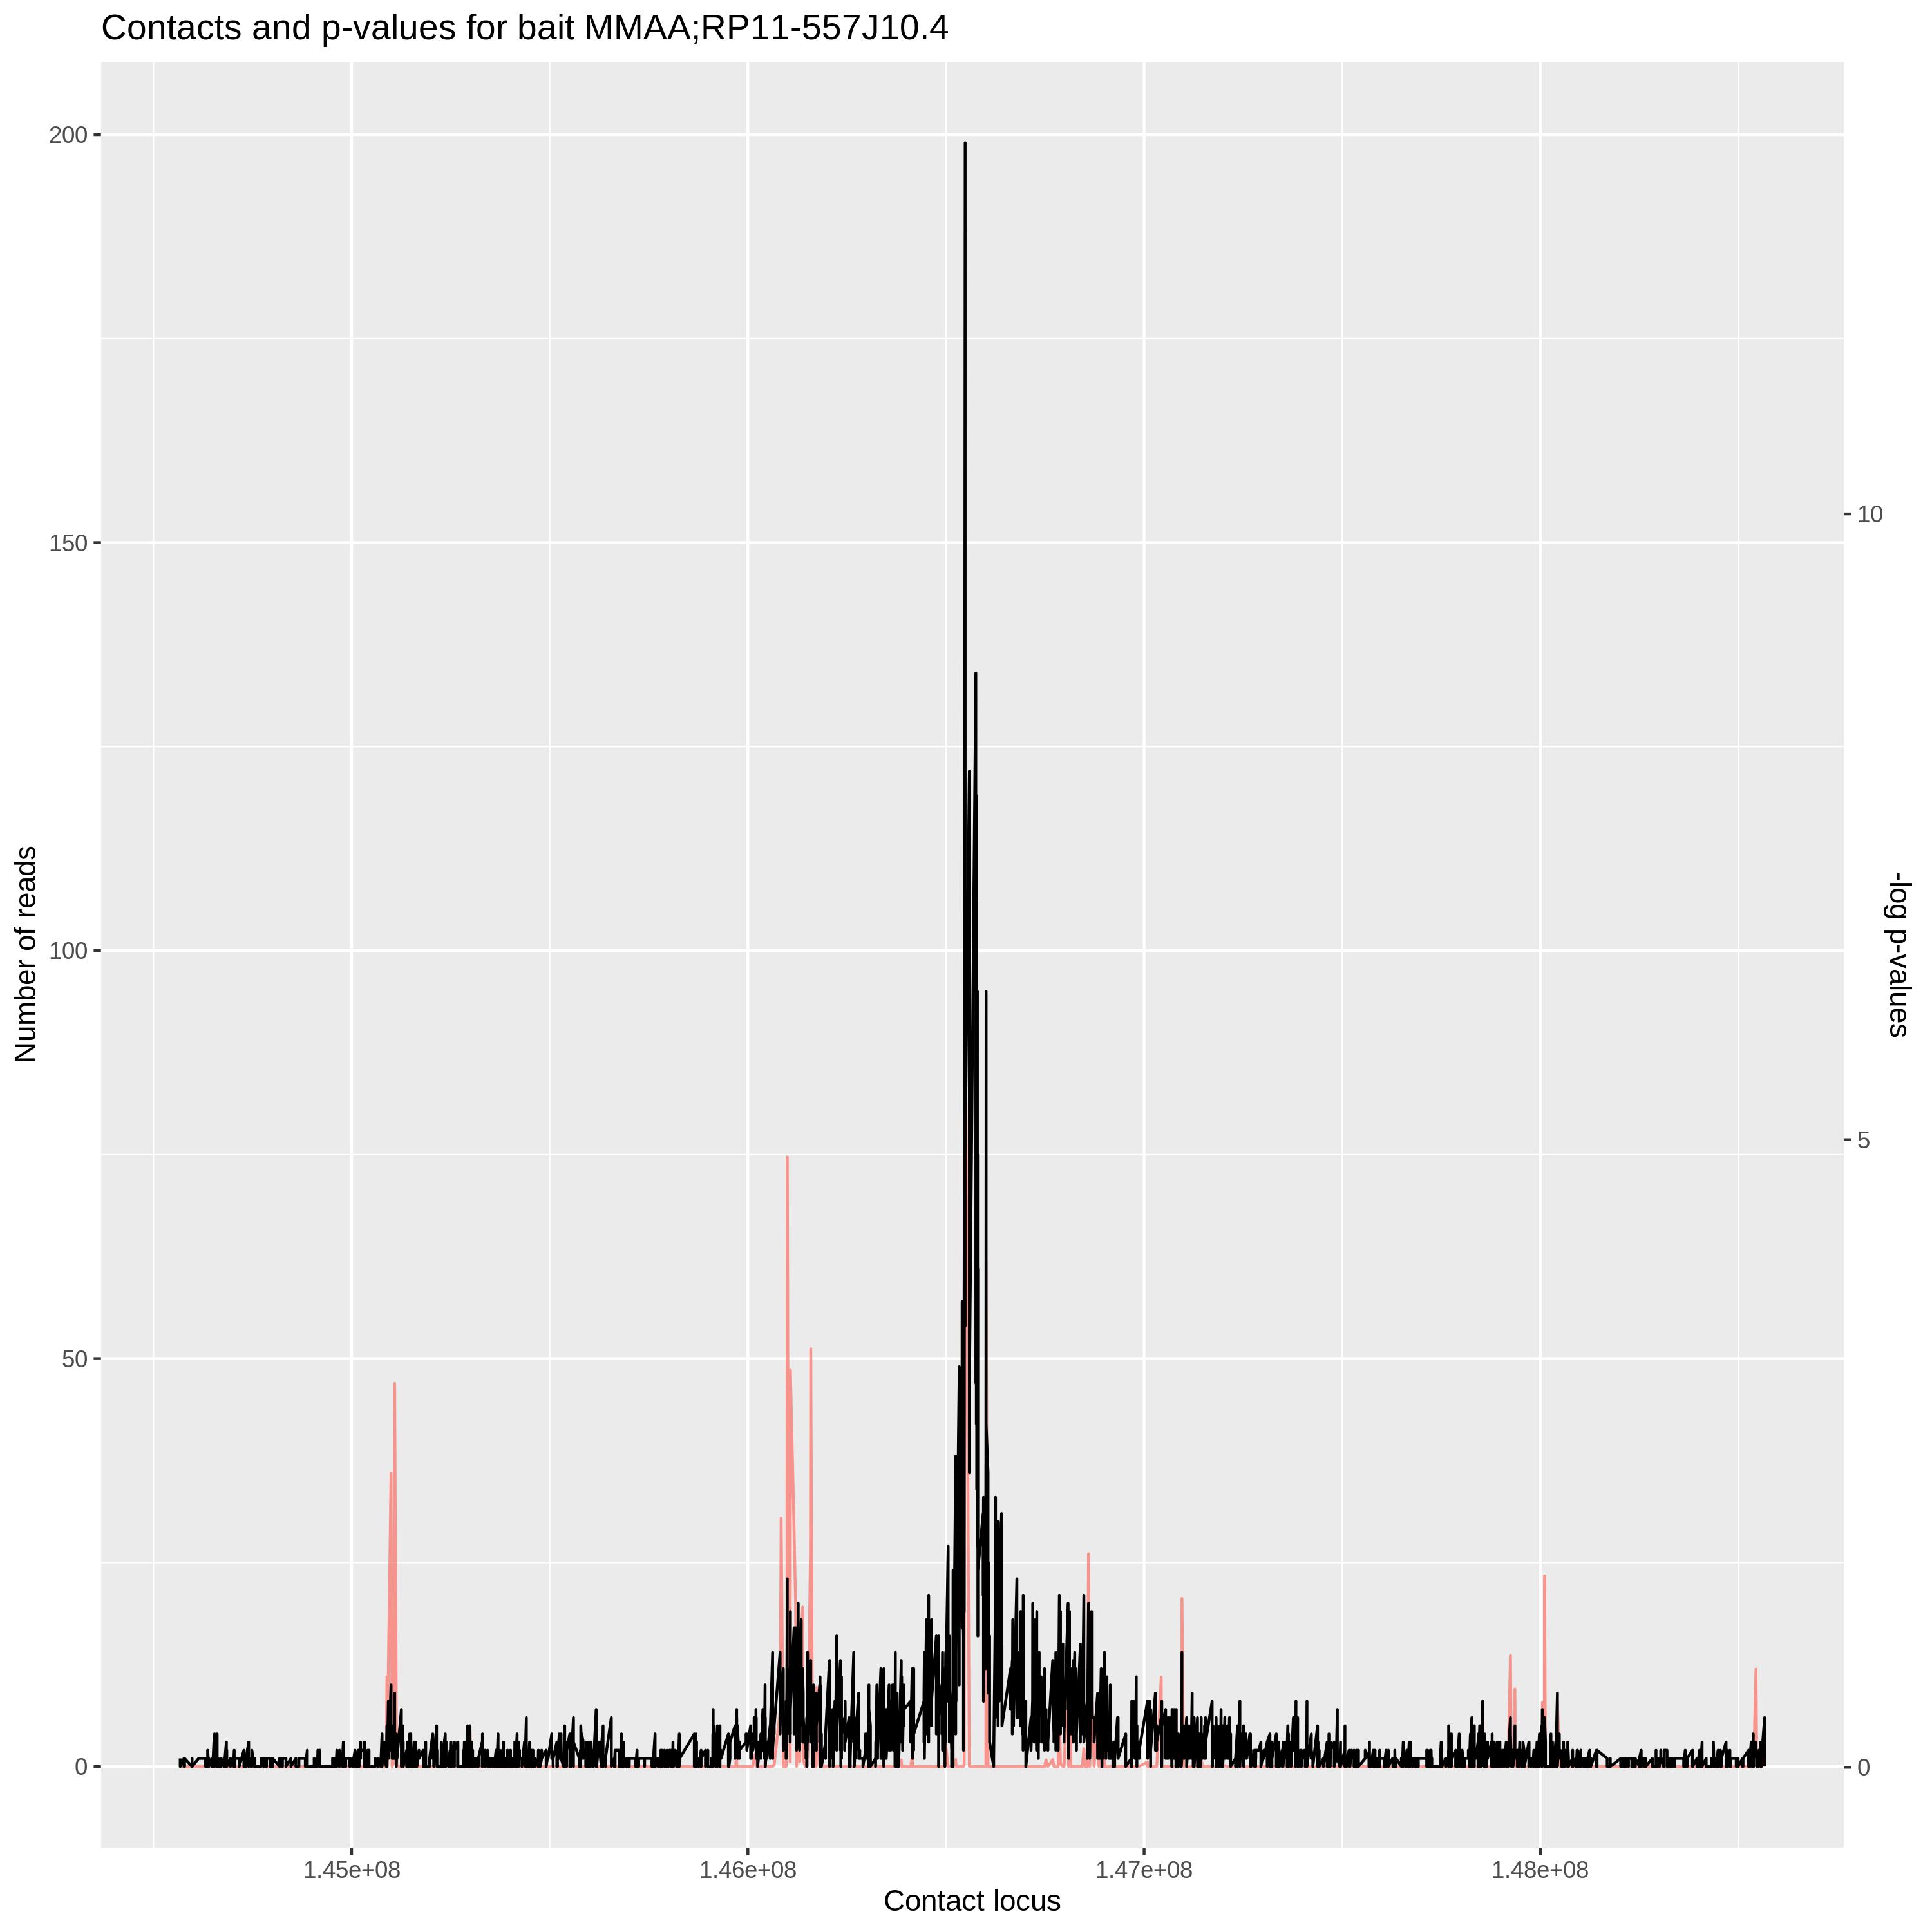 Contacts and p-values for bait MMAA;RP11-557J10.4
200
150
100
50
0
Number of reads
10
5
0
-log p-values
1.45e+08
1.46e+08
1.47e+08
1.48e+08
Contact locus